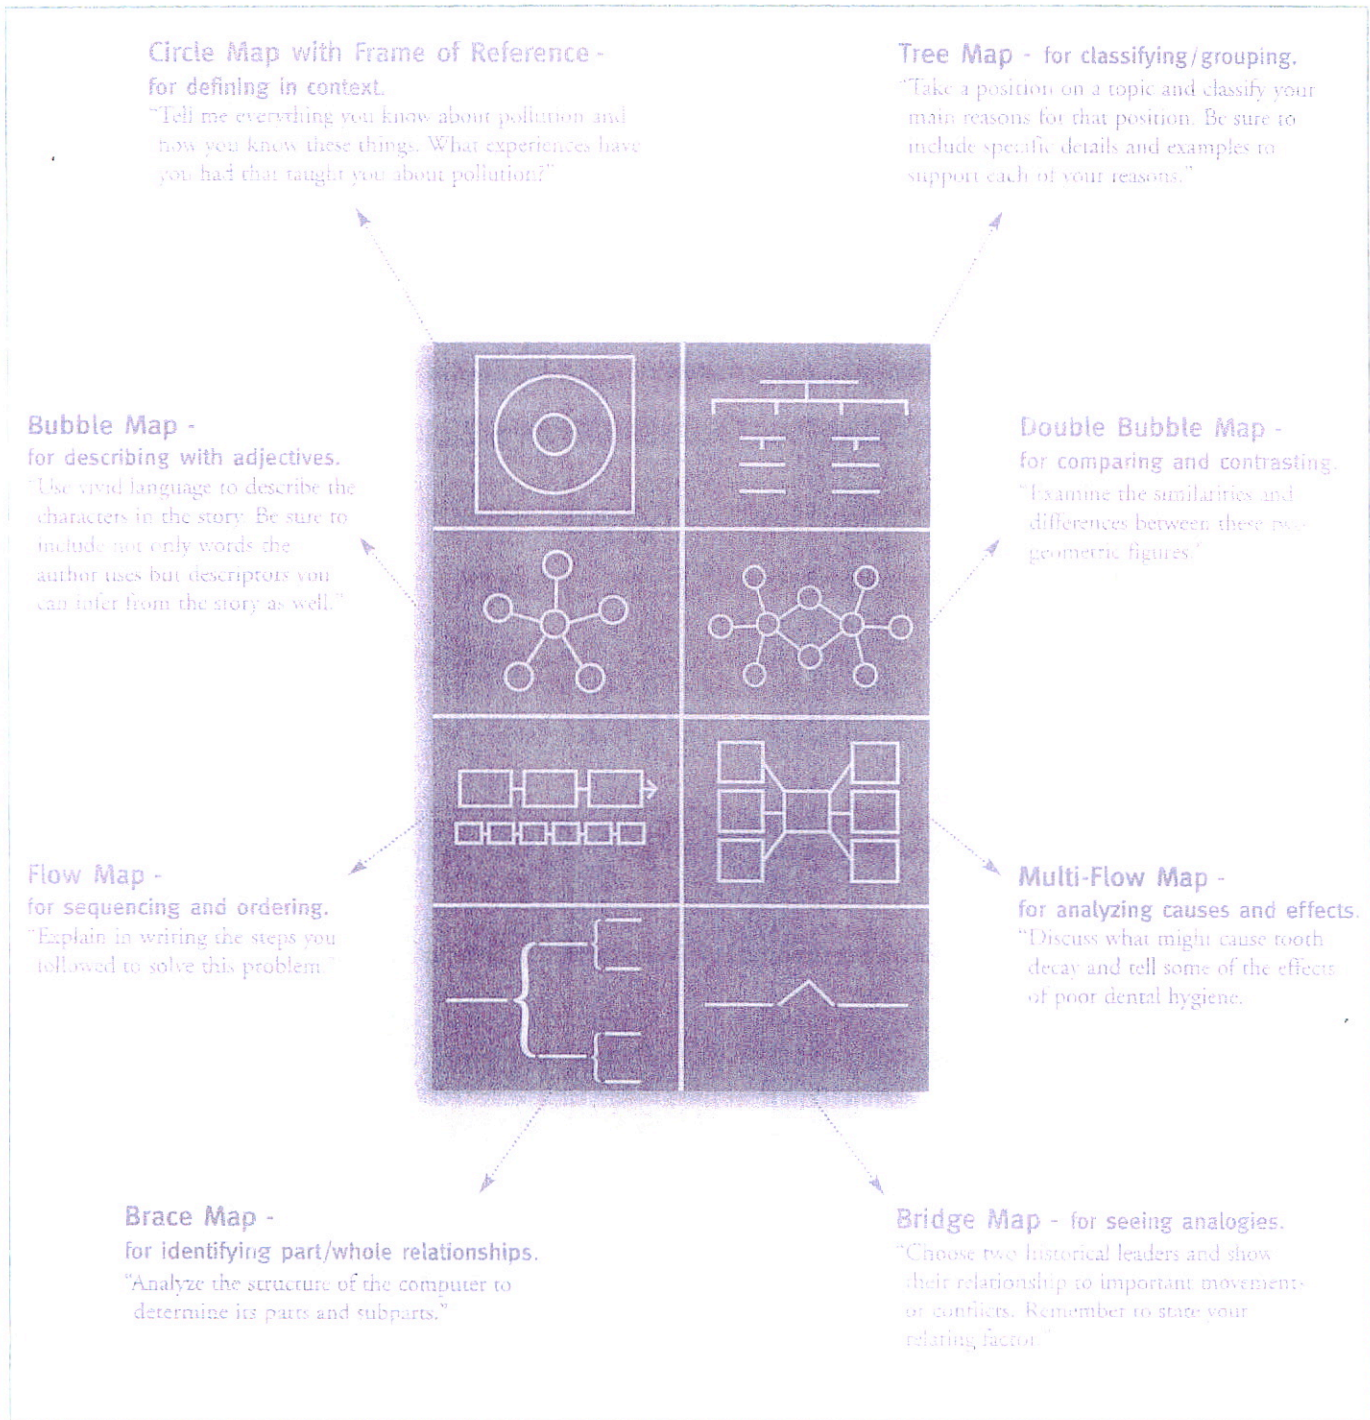 Circle Map with Frame of Reference -
for defining in context.
"Tell me everything you know about pollution and
how you know these things. What experiences have
you had that taught you about pollution?"
Tree Map - for classifying/grouping.
"Take a position on a topic and classify your
main reasons for that position. Be sure to
include specific details and examples to
support each of your reasons."
Bubble Map -
for describing with adjectives.
"Use vivid language to describe the
characters in the story. Be sure to
include not only words the
author uses but descriptors you
can infer from the story as well."
Double Bubble Map -
for comparing and contrasting.
"Examine the similarities and
differences between these two
geometric figures."
Flow Map -
for sequencing and ordering.
"Explain in writing the steps you
followed to solve this problem."
Multi-Flow Map -
for analyzing causes and effects.
"Discuss what might cause tooth
decay and tell some of the effects
of poor dental hygiene.
Brace Map -
for identifying part/whole relationships.
"Analyze the structure of the computer to
determine its parts and subparts."
Bridge Map - for seeing analogies.
"Choose two historical leaders and show
their relationship to important movements
or conflicts. Remember to state your
relating factor."